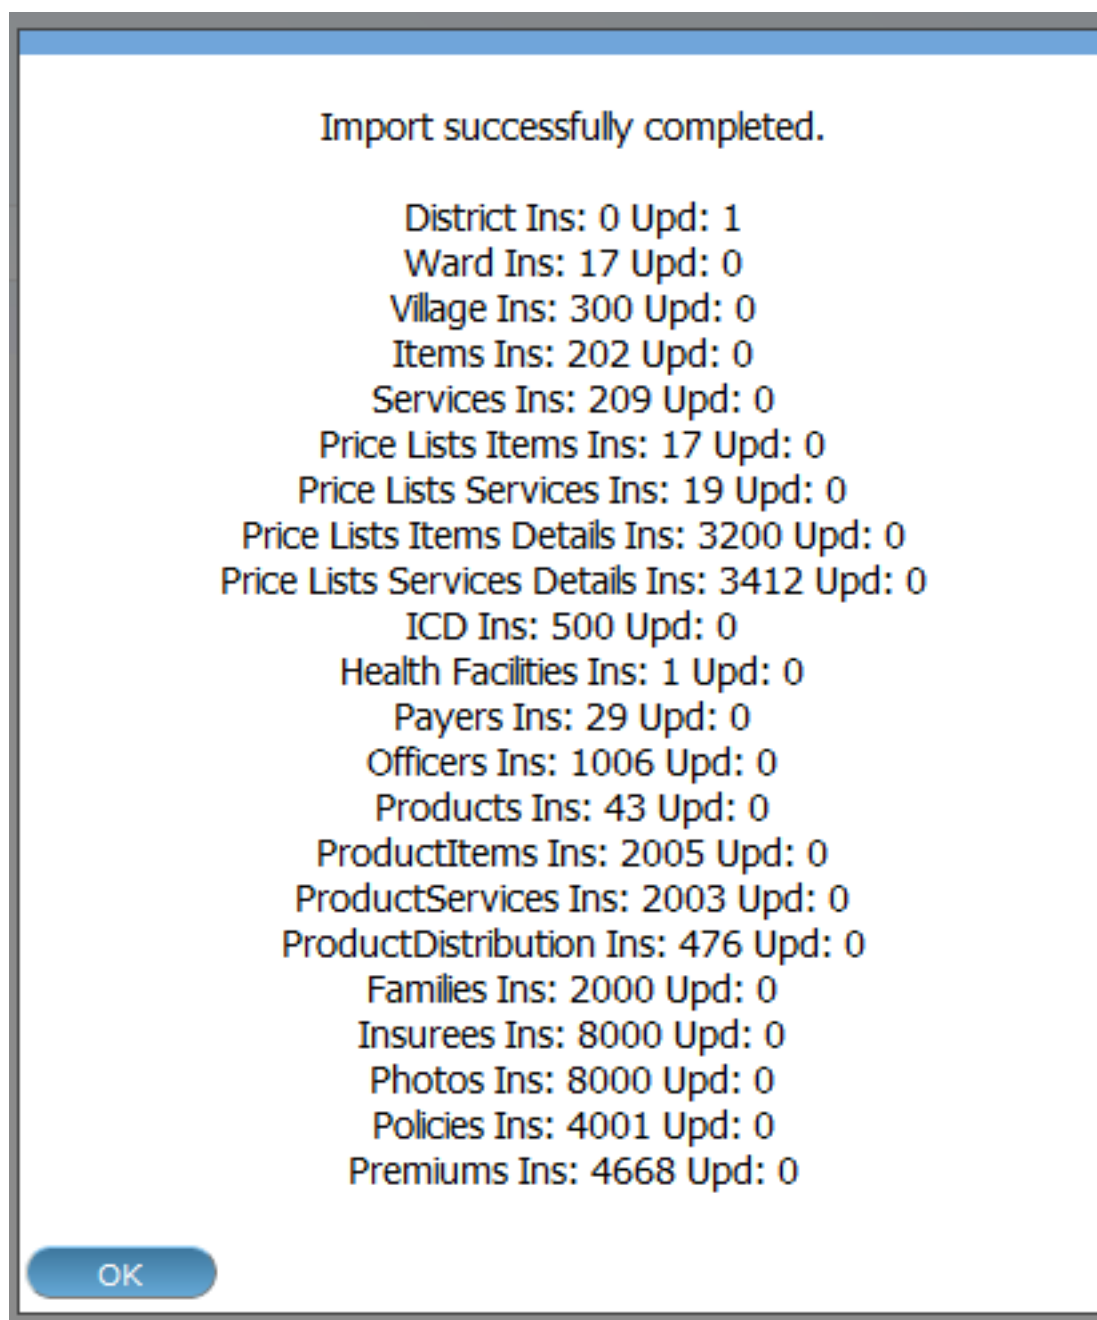 Import successfully completed.
District Ins: 0 Upd: 1
Ward Ins: 17 Upd: 0
Village Ins: 300 Upd: 0
Items Ins: 202 Upd: 0
Services Ins: 209 Upd: 0
Price Lists Items Ins: 17 Upd: 0
Price Lists Services Ins: 19 Upd: 0
Price Lists Items Details Ins: 3200 Upd: 0
Price Lists Services Details Ins: 3412 Upd: 0
ICD Ins: 500 Upd: 0
Health Facilities Ins: 1 Upd: 0
Payers Ins: 29 Upd: 0
Officers Ins: 1006 Upd: 0
Products Ins: 43 Upd: 0
ProductItems Ins: 2005 Upd: 0
ProductServices Ins: 2003 Upd: 0
ProductDistribution Ins: 476 Upd: 0
Families Ins: 2000 Upd: 0
Insurees Ins: 8000 Upd: 0
Photos Ins: 8000 Upd: 0
Policies Ins: 4001 Upd: 0
Premiums Ins: 4668 Upd: 0
OK